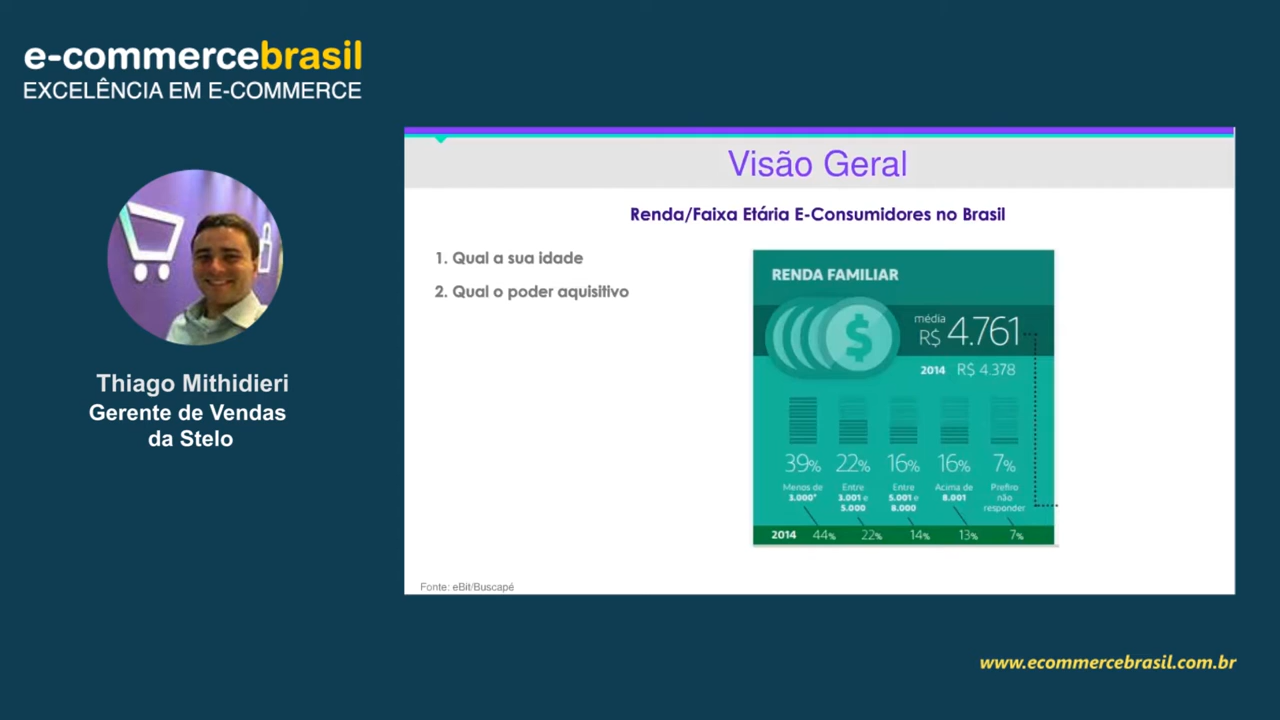 e-commercebrasil
EXCELÊNCIA EM E-COMMERCE
Thiago Mithidieri
Gerente de Vendas
da Stelo
Visão Geral
Renda/Faixa Etária E-Consumidores no Brasil
1. Qual a sua idade
2. Qual o poder aquisitivo
RENDA FAMILIAR
média
R$ 4.761
2014 R$ 4.378
39% 22% 16% 16% 7%
Menos de 3.000*
Entre 3.001 e 5.000
Entre 5.001 e 8.000
Acima de 8.001
Prefiro não responder
2014 44% 22% 14% 13% 7%
Fonte: eBit/Buscapé
www.ecommercebrasil.com.br